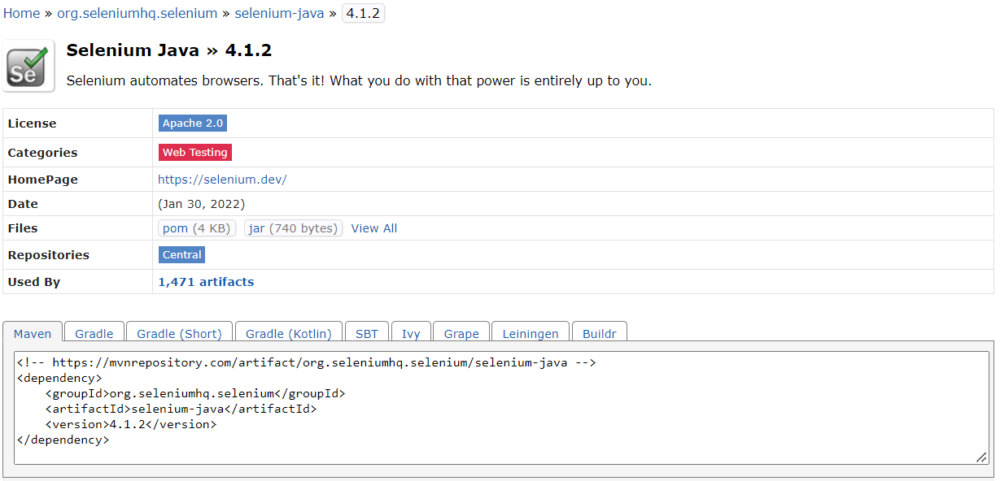 Home » org.seleniumhq.selenium » selenium-java » 4.1.2
Se
Selenium Java » 4.1.2
Selenium automates browsers. That's it! What you do with that power is entirely up to you.
License Apache 2.0
Categories Web Testing
HomePage https://selenium.dev/
Date (Jan 30, 2022)
Files pom (4 KB) jar (740 bytes) View All
Repositories Central
Used By 1,471 artifacts
Maven Gradle Gradle (Short) Gradle (Kotlin) SBT Ivy Grape Leiningen Buildr
<!-- https://mvnrepository.com/artifact/org.seleniumhq.selenium/selenium-java -->
<dependency>
    <groupId>org.seleniumhq.selenium</groupId>
    <artifactId>selenium-java</artifactId>
    <version>4.1.2</version>
</dependency>